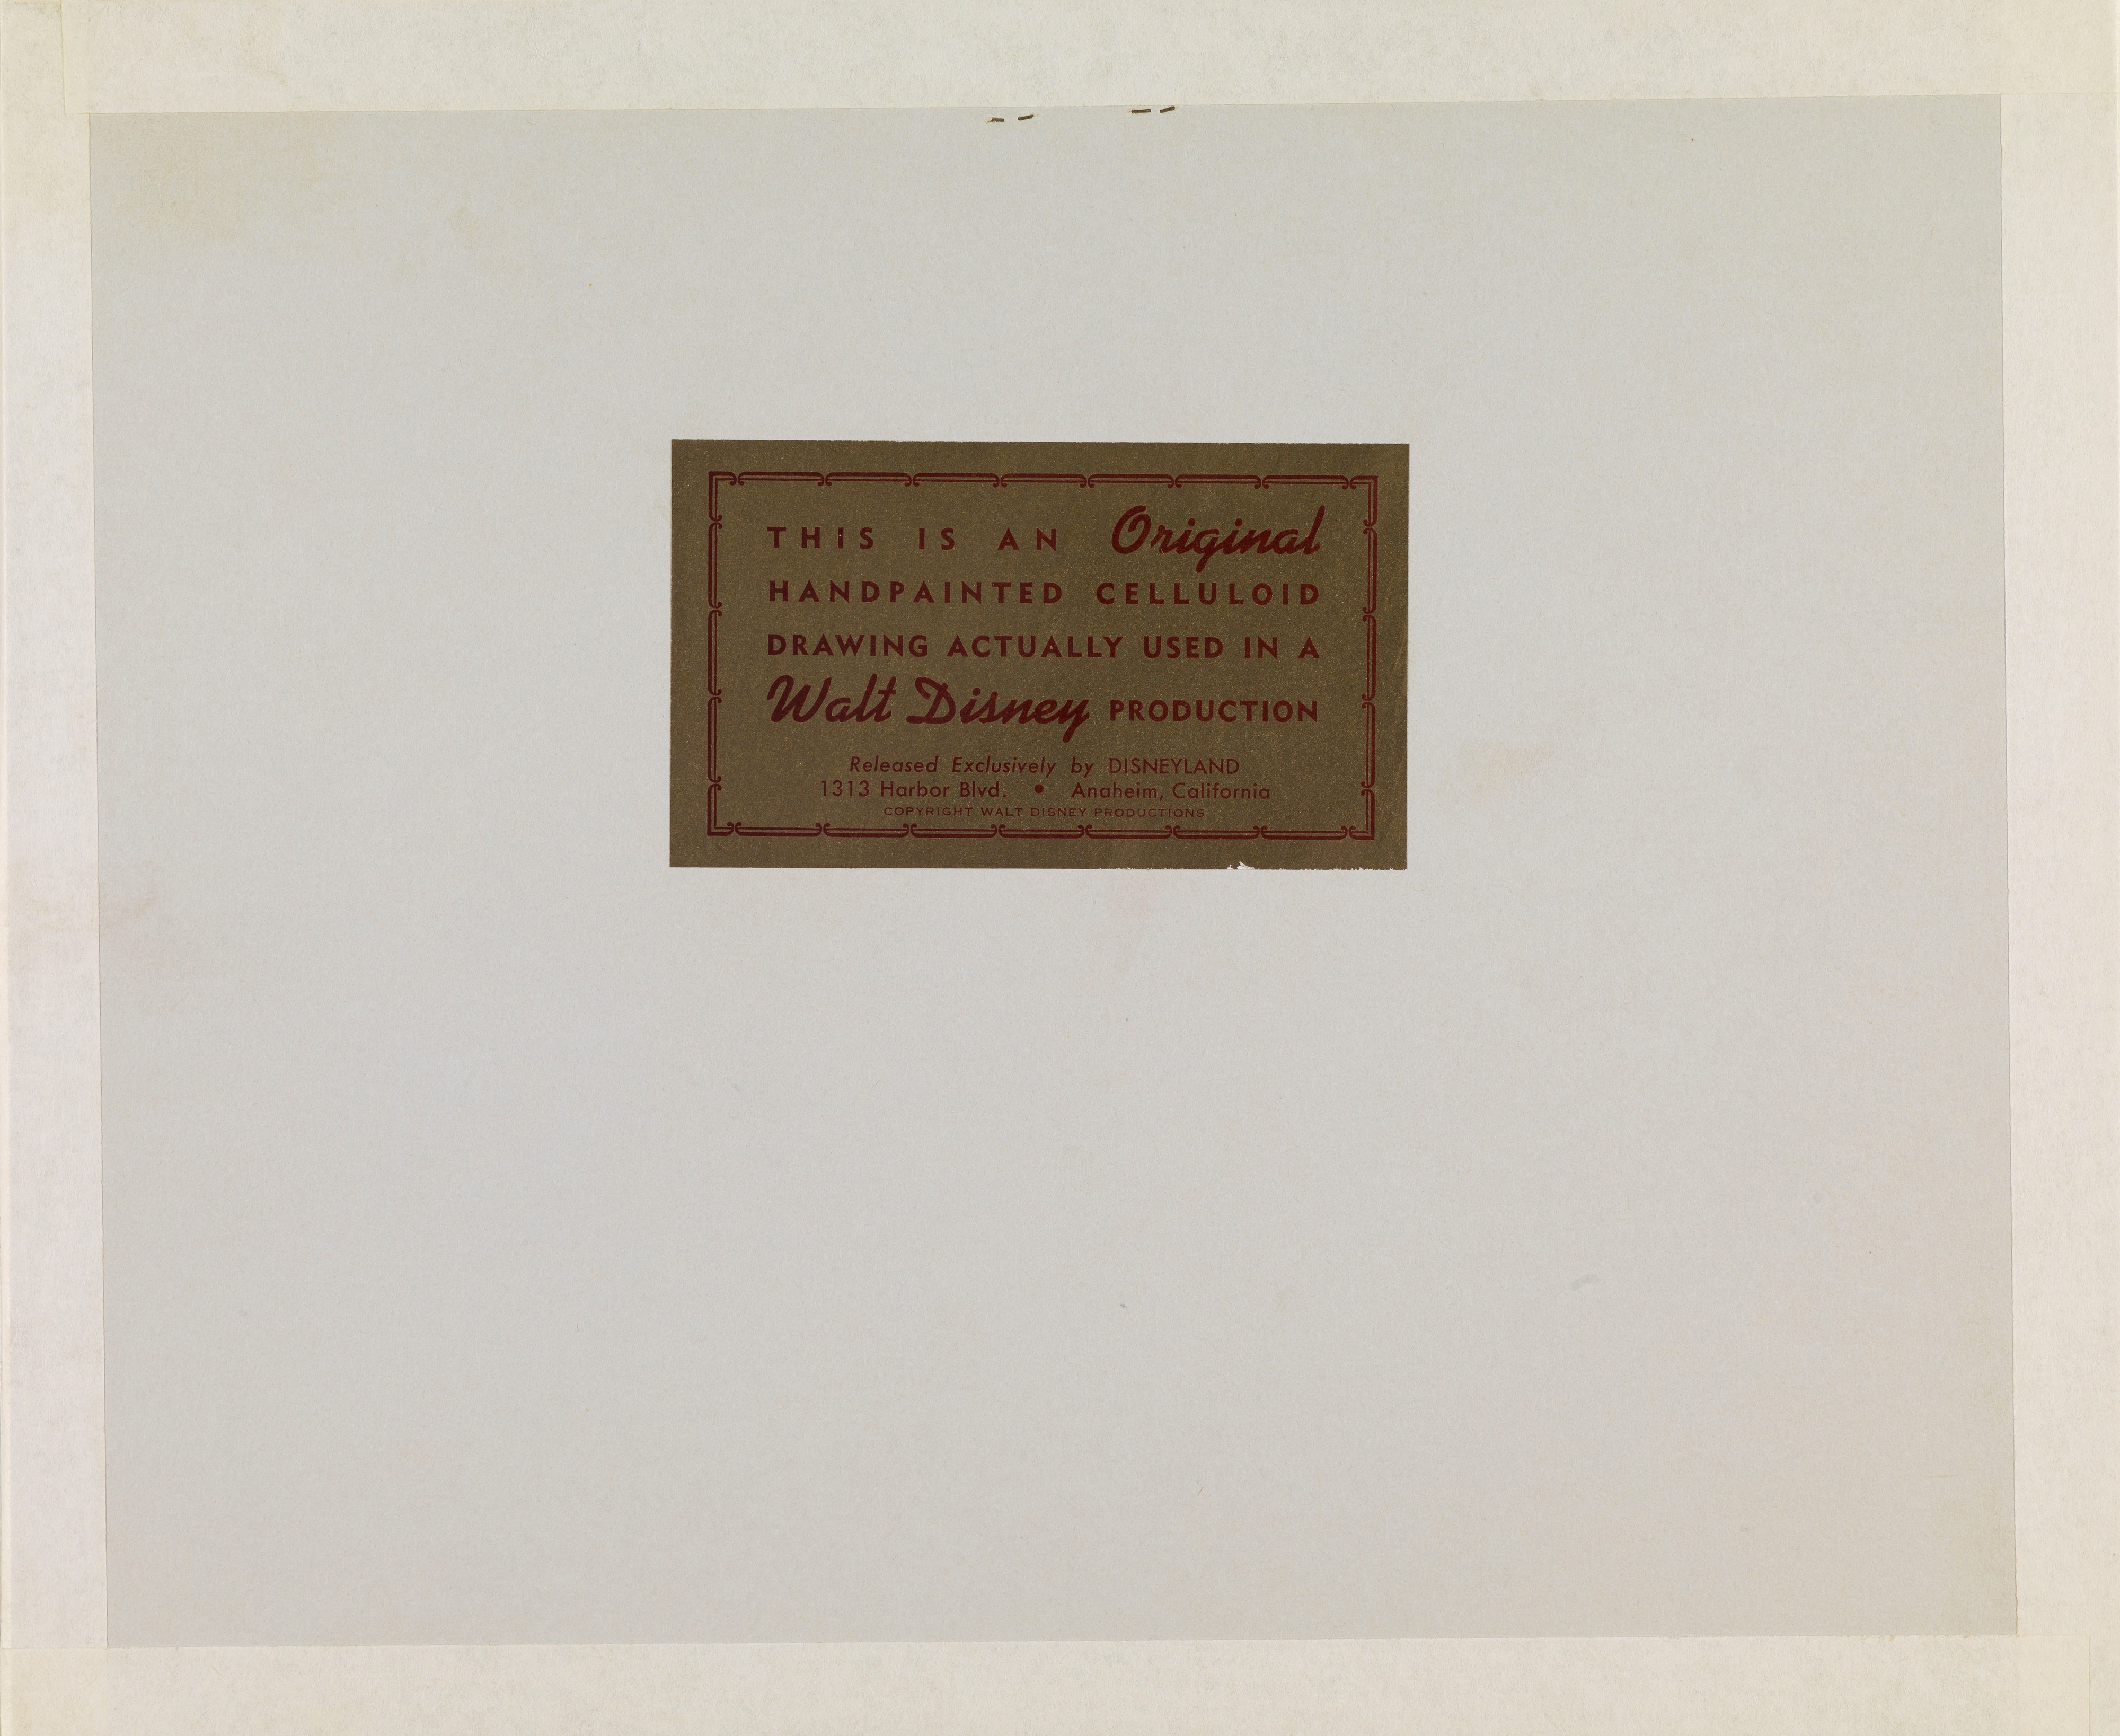 THIS IS AN Original
HANDPAINTED CELLULOID
DRAWING ACTUALLY USED IN A
Walt Disney PRODUCTION
Released Exclusively by DISNEYLAND
1313 Harbor Blvd. • Anaheim, California
COPYRIGHT WALT DISNEY PRODUCTIONS